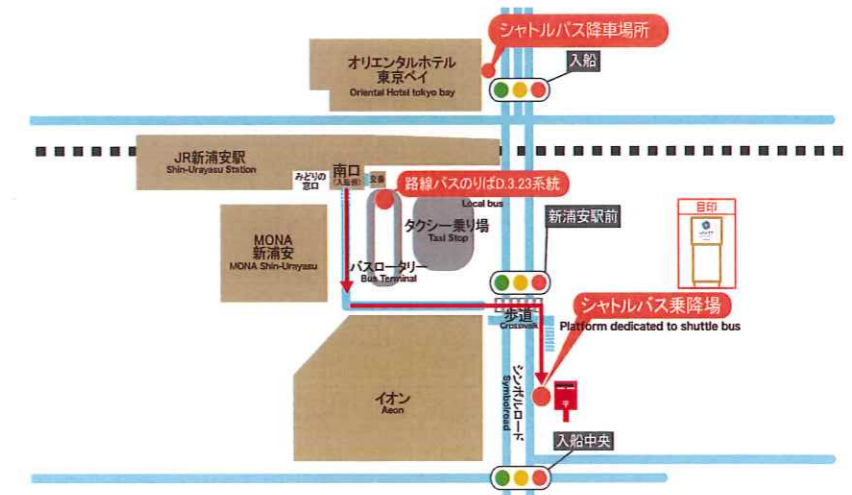 シャトルバス降車場所
オリエンタルホテル
東京ベイ
Oriental Hotel tokyo bay
入船
JR新浦安駅
Shin-Urayasu Station
みどりの
窓口
南口
(入船側)
交番
路線バスのりばD.3.23系統
Local bus
タクシー乗り場
Taxi Stop
新浦安駅前
目印
MONA
新浦安
MONA Shin-Urayasu
バスロータリー
Bus Terminal
シャトルバス乗降場
Platform dedicated to shuttle bus
歩道
Crosswalk
シンボルロード
Symbolroad
イオン
Aeon
〒
入船中央